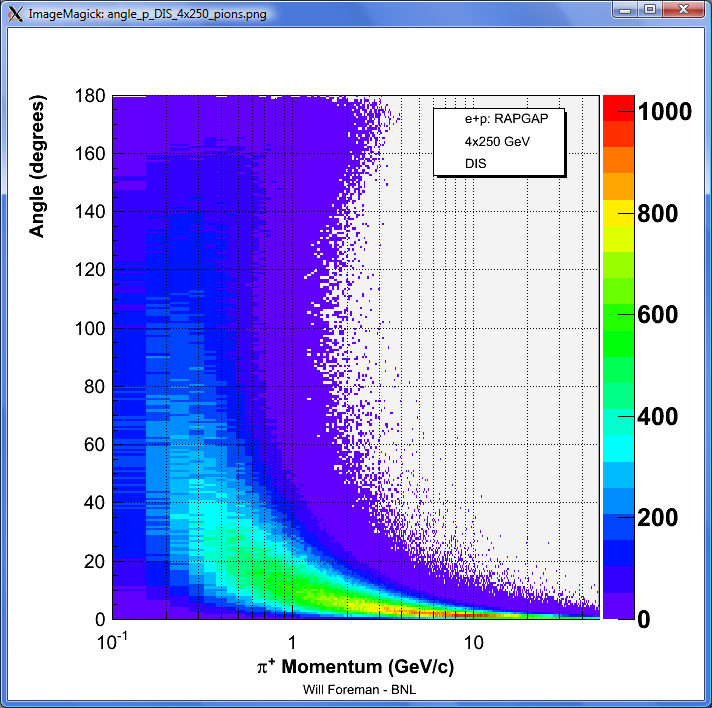 ImageMagick: angle_p_DIS_4x250_pions.png
Angle (degrees)
180
160
140
120
100
80
60
40
20
0
e+p: RAPGAP
4x250 GeV
DIS
1000
800
600
400
200
0
10⁻¹ 1 10
π⁺ Momentum (GeV/c)
Will Foreman - BNL